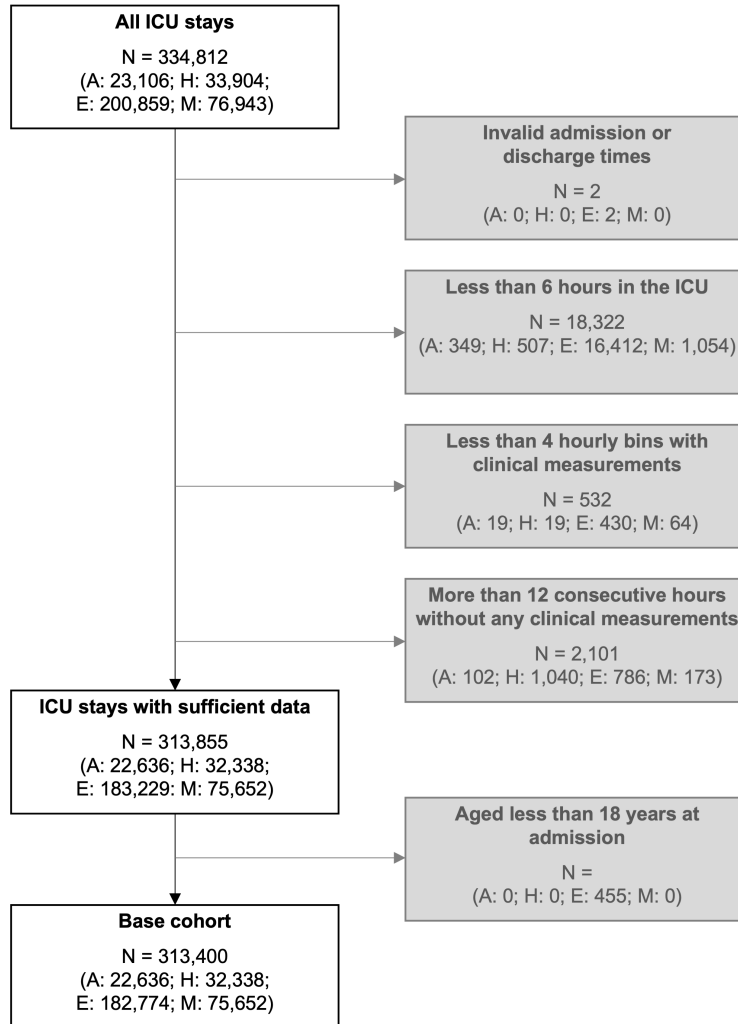 All ICU stays
N = 334,812
(A: 23,106; H: 33,904;
E: 200,859; M: 76,943)
Invalid admission or
discharge times
N = 2
(A: 0; H: 0; E: 2; M: 0)
Less than 6 hours in the ICU
N = 18,322
(A: 349; H: 507; E: 16,412; M: 1,054)
Less than 4 hourly bins with
clinical measurements
N = 532
(A: 19; H: 19; E: 430; M: 64)
More than 12 consecutive hours
without any clinical measurements
N = 2,101
(A: 102; H: 1,040; E: 786; M: 173)
ICU stays with sufficient data
N = 313,855
(A: 22,636; H: 32,338;
E: 183,229: M: 75,652)
Aged less than 18 years at
admission
N =
(A: 0; H: 0; E: 455; M: 0)
Base cohort
N = 313,400
(A: 22,636; H: 32,338;
E: 182,774; M: 75,652)